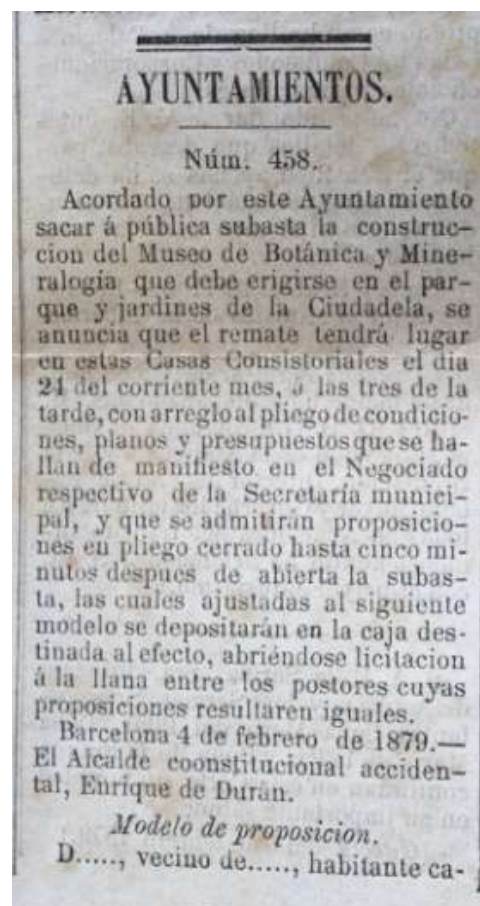 AYUNTAMIENTOS.
Núm. 458.
Acordado por este Ayuntamiento
sacar á pública subasta la construc-
cion del Museo de Botánica y Mine-
ralogía que debe erigirse en el par-
que y jardines de la Ciudadela, se
anuncia que el remate tendrá lugar
en estas Casas Consistoriales el dia
24 del corriente mes, á las tres de la
tarde, con arreglo al pliego de condicio-
nes, planos y presupuestos que se ha-
llan de manifiesto en el Negociado
respectivo de la Secretaría munici-
pal, y que se admitirán proposicio-
nes en pliego cerrado hasta cinco mi-
nutos despues de abierta la subas-
ta, las cuales ajustadas al siguiente
modelo se depositarán en la caja des-
tinada al efecto, abriéndose licitacion
á la llana entre los postores cuyas
proposiciones resultaren iguales.
Barcelona 4 de febrero de 1879.—
El Alcalde coonstitucional acciden-
tal, Enrique de Durán.
Modelo de proposicion.
D....., vecino de....., habitante ca-